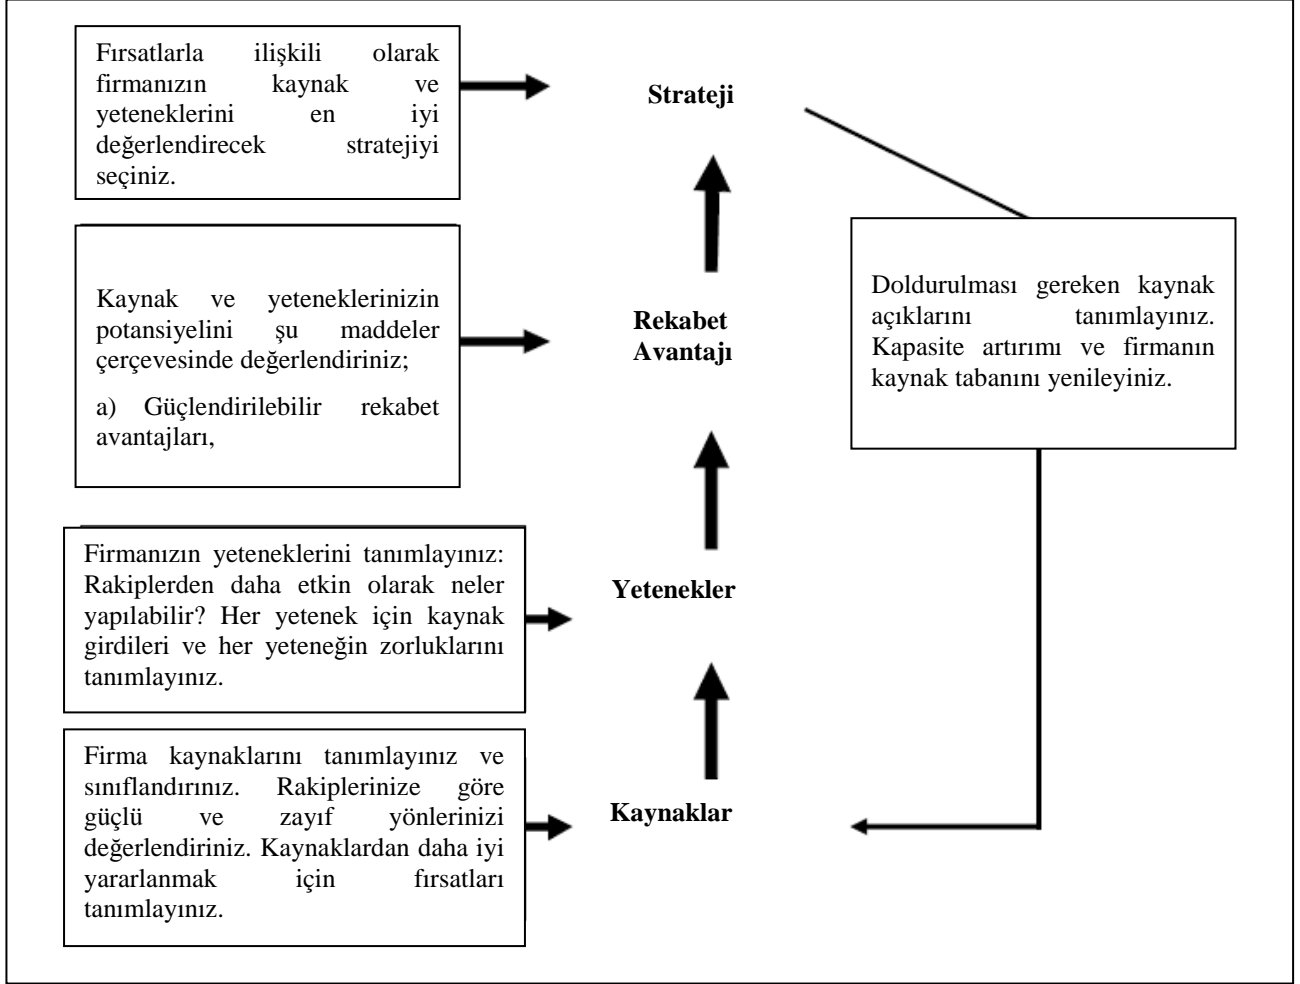 Fırsatlarla ilişkili olarak
firmanızın kaynak ve
yeteneklerini en iyi
değerlendirecek stratejiyi
seçiniz.
Strateji
Kaynak ve yeteneklerinizin
potansiyelini şu maddeler
çerçevesinde değerlendiriniz;
a) Güçlendirilebilir rekabet
avantajları,
Rekabet
Avantajı
Doldurulması gereken kaynak
açıklarını tanımlayınız.
Kapasite artırımı ve firmanın
kaynak tabanını yenileyiniz.
Firmanızın yeteneklerini tanımlayınız:
Rakiplerden daha etkin olarak neler
yapılabilir? Her yetenek için kaynak
girdileri ve her yeteneğin zorluklarını
tanımlayınız.
Yetenekler
Firma kaynaklarını tanımlayınız ve
sınıflandırınız. Rakiplerinize göre
güçlü ve zayıf yönlerinizi
değerlendiriniz. Kaynaklardan daha iyi
yararlanmak için fırsatları
tanımlayınız.
Kaynaklar